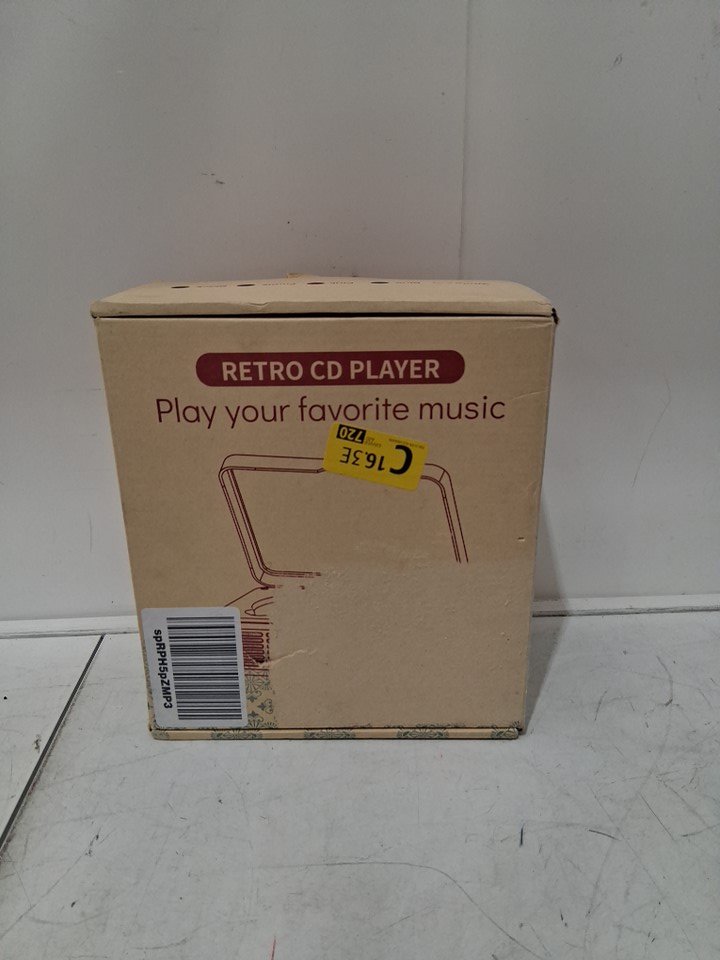 RETRO CD PLAYER
Play your favorite music
C 16.3E
720
spRPH5pZMP3